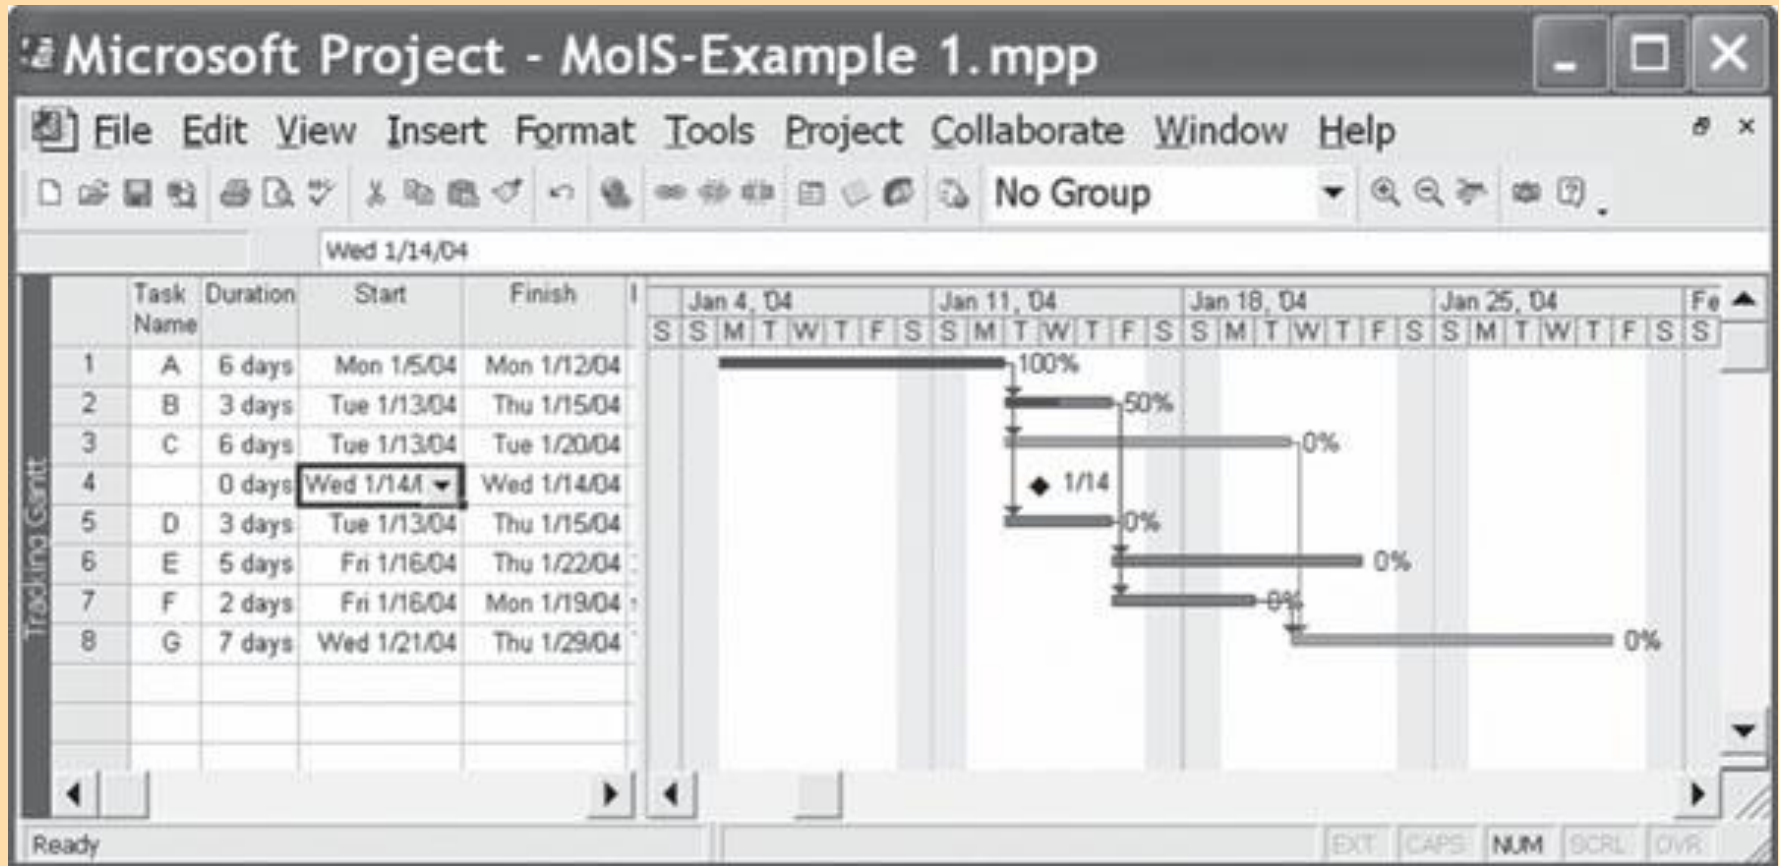 Microsoft Project - MoIS-Example 1.mpp
File Edit View Insert Format Tools Project Collaborate Window Help
No Group
Wed 1/14/04
Task Name Duration Start Finish
Jan 4, '04 Jan 11, '04 Jan 18, '04 Jan 25, '04 Fe
S S M T W T F S S M T W T F S S M T W T F S S M T W T F S S
1 A 6 days Mon 1/5/04 Mon 1/12/04 100%
2 B 3 days Tue 1/13/04 Thu 1/15/04 50%
3 C 6 days Tue 1/13/04 Tue 1/20/04 0%
4 0 days Wed 1/14/ Wed 1/14/04 1/14
5 D 3 days Tue 1/13/04 Thu 1/15/04 0%
6 E 5 days Fri 1/16/04 Thu 1/22/04 0%
7 F 2 days Fri 1/16/04 Mon 1/19/04 0%
8 G 7 days Wed 1/21/04 Thu 1/29/04 0%
Tracking Gantt
Ready
EXT CAPS NUM SCRL OVR